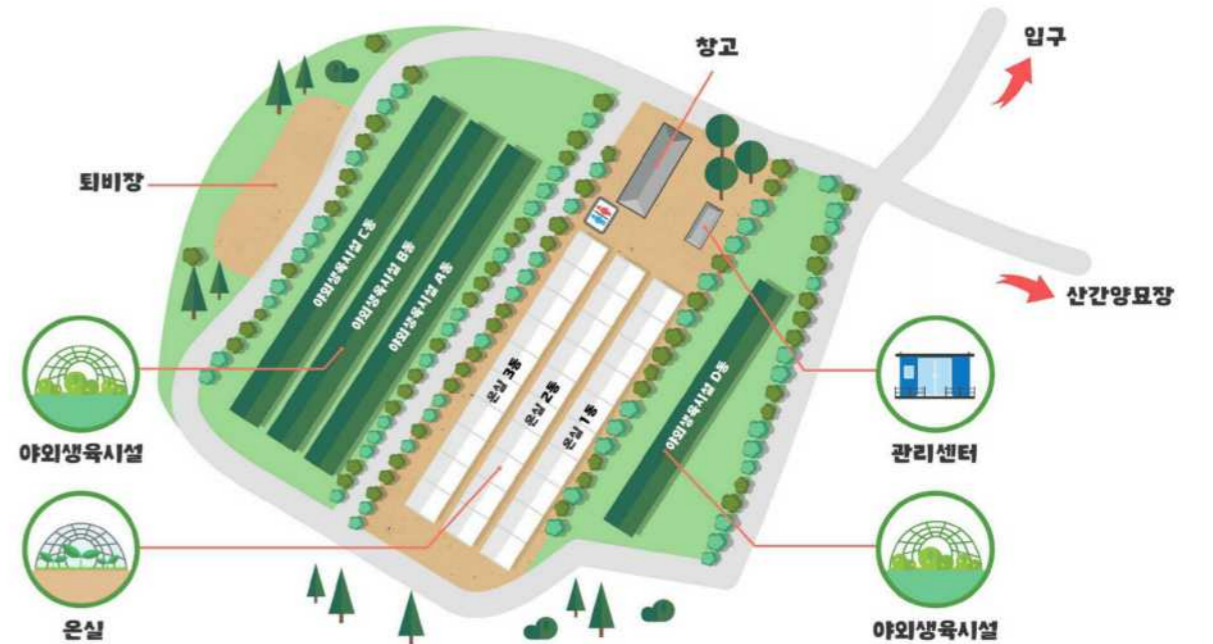 입구
창고
퇴비장
산간양묘장
야외생육시설 C동
야외생육시설 B동
야외생육시설 A동
온실 3동
온실 2동
온실 1동
야외생육시설 D동
야외생육시설
관리센터
온실
야외생육시설